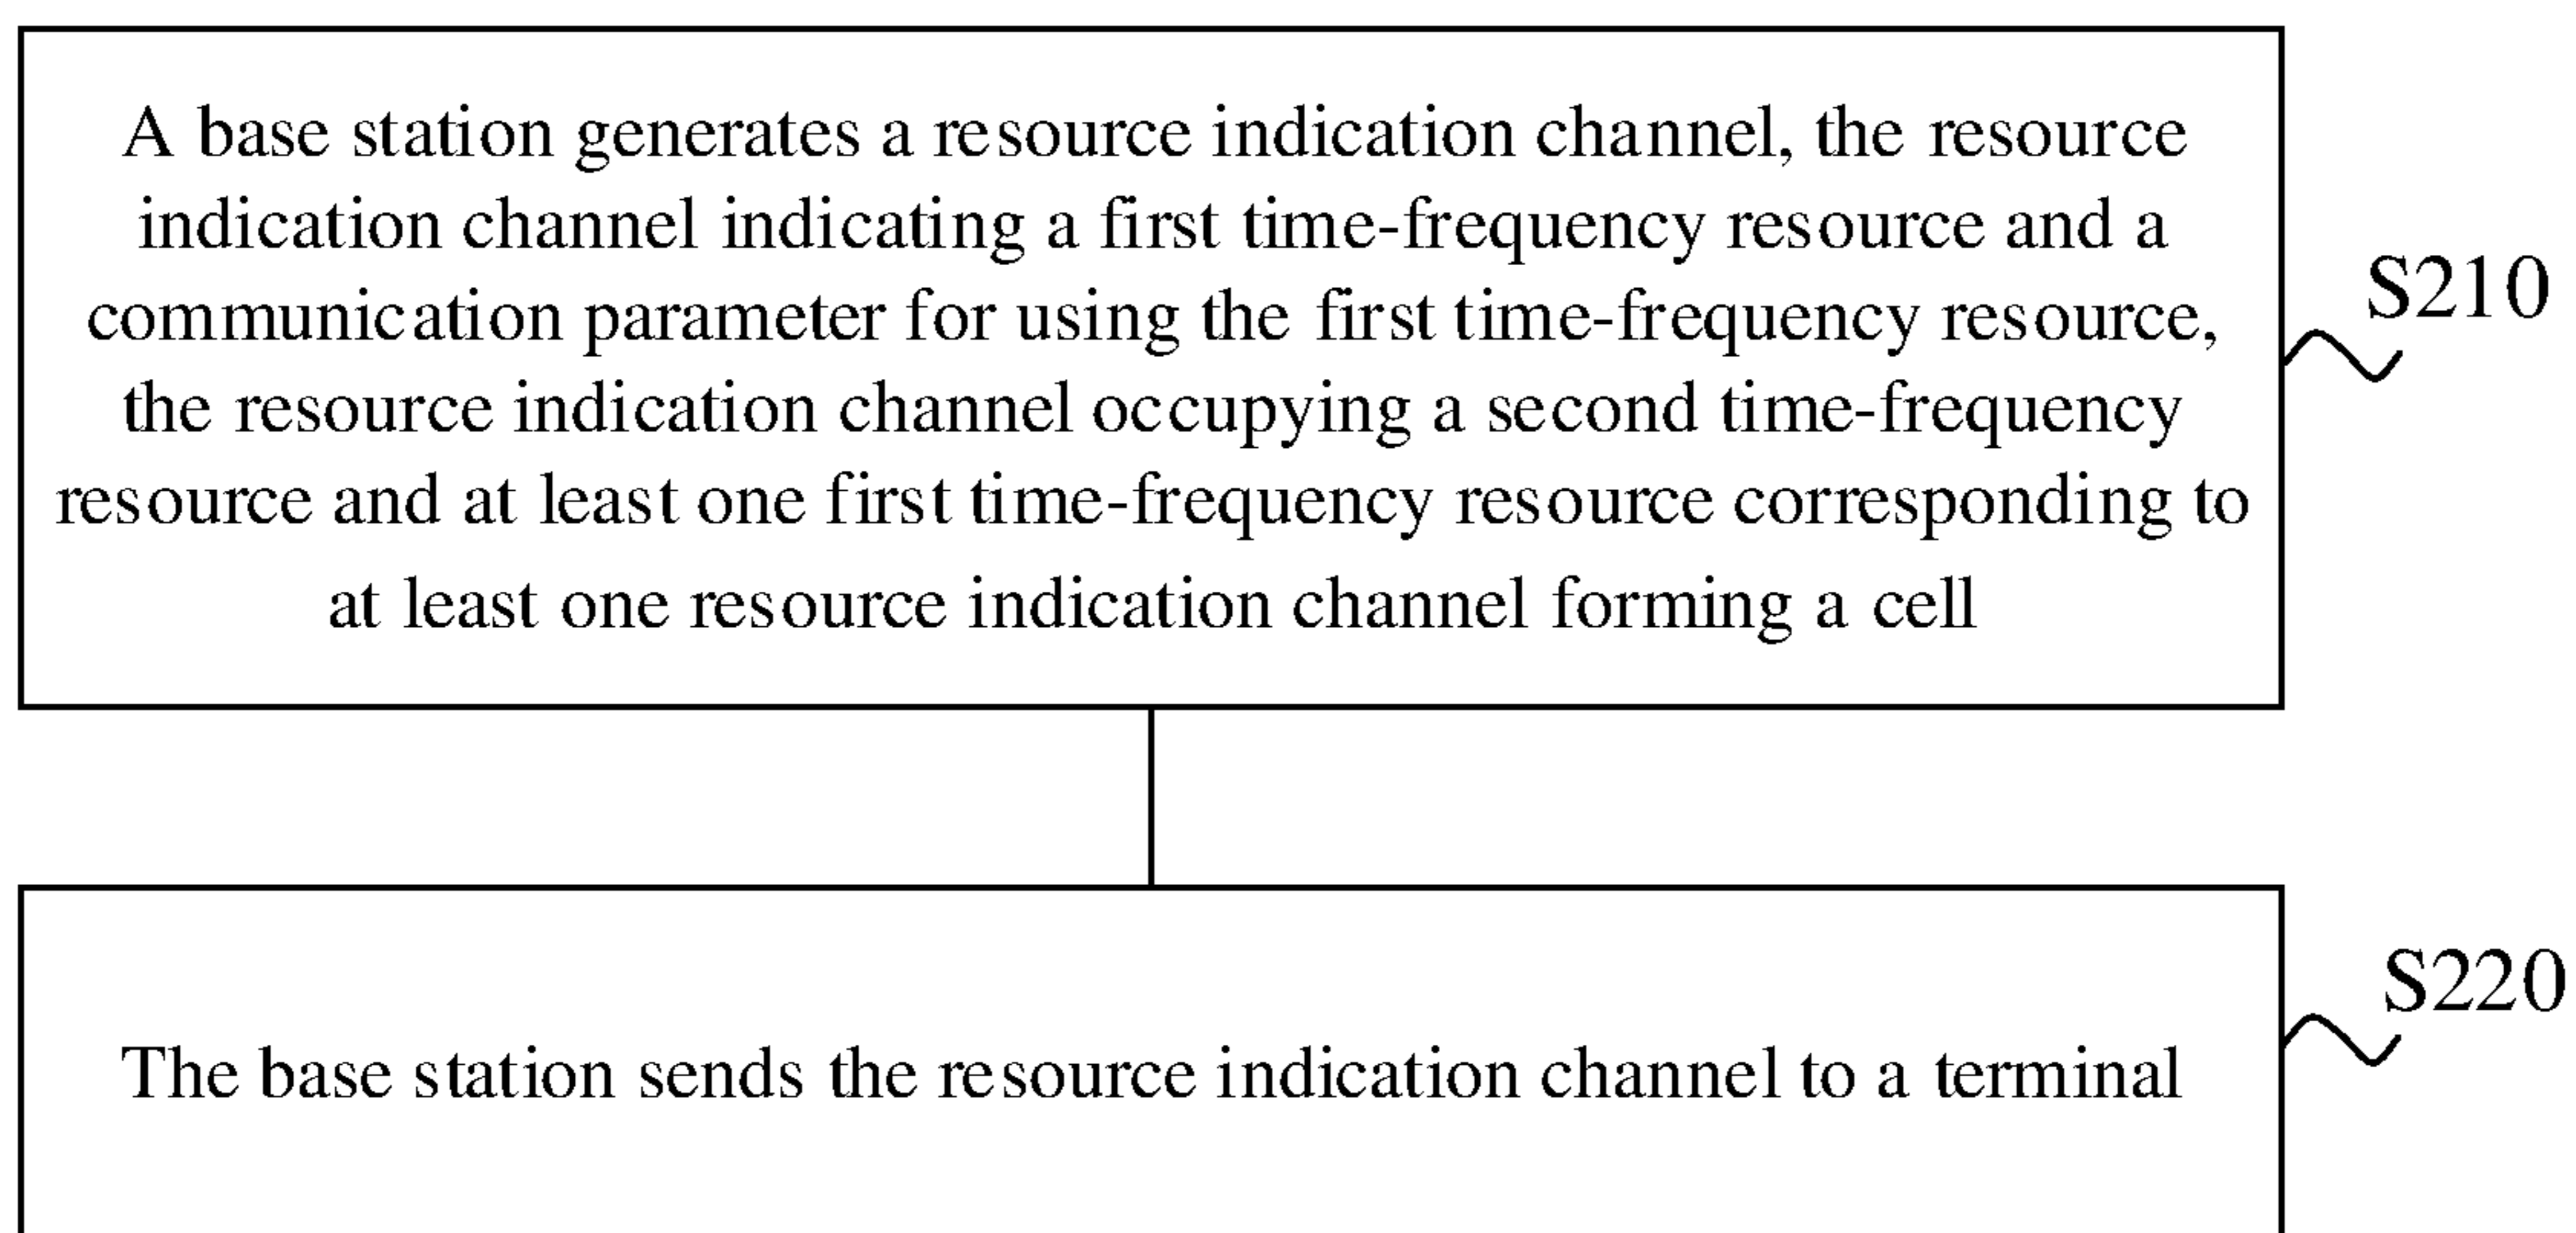 A base station generates a resource indication channel, the resource
indication channel indicating a first time-frequency resource and a
communication parameter for using the first time-frequency resource,
the resource indication channel occupying a second time-frequency
resource and at least one first time-frequency resource corresponding to
at least one resource indication channel forming a cell
S210
The base station sends the resource indication channel to a terminal
S220